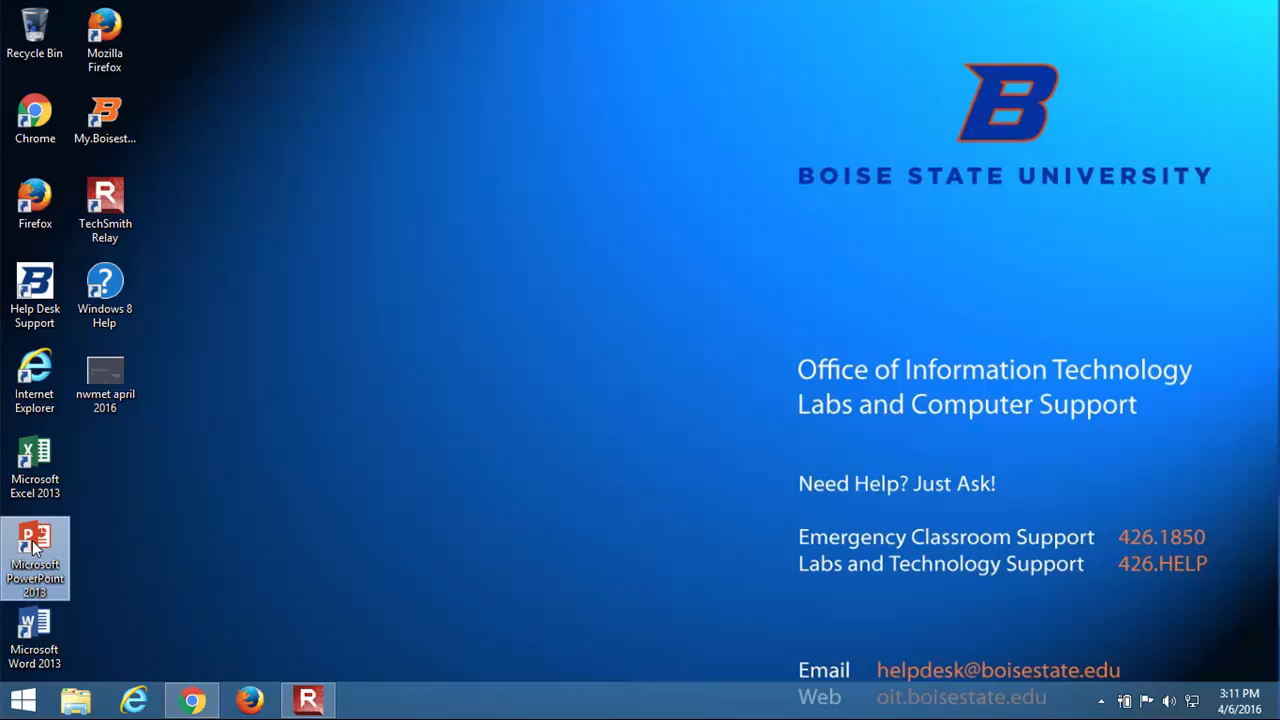 Recycle Bin
Mozilla
Firefox
Chrome
My.Boisest...
Firefox
TechSmith
Relay
Help Desk
Support
Windows 8
Help
Internet
Explorer
nwmet april
2016
Microsoft
Excel 2013
Microsoft
PowerPoint
2013
Microsoft
Word 2013
B
BOISE STATE UNIVERSITY
Office of Information Technology
Labs and Computer Support
Need Help? Just Ask!
Emergency Classroom Support 426.1850
Labs and Technology Support 426.HELP
Email helpdesk@boisestate.edu
Web oit.boisestate.edu
3:11 PM
4/6/2016